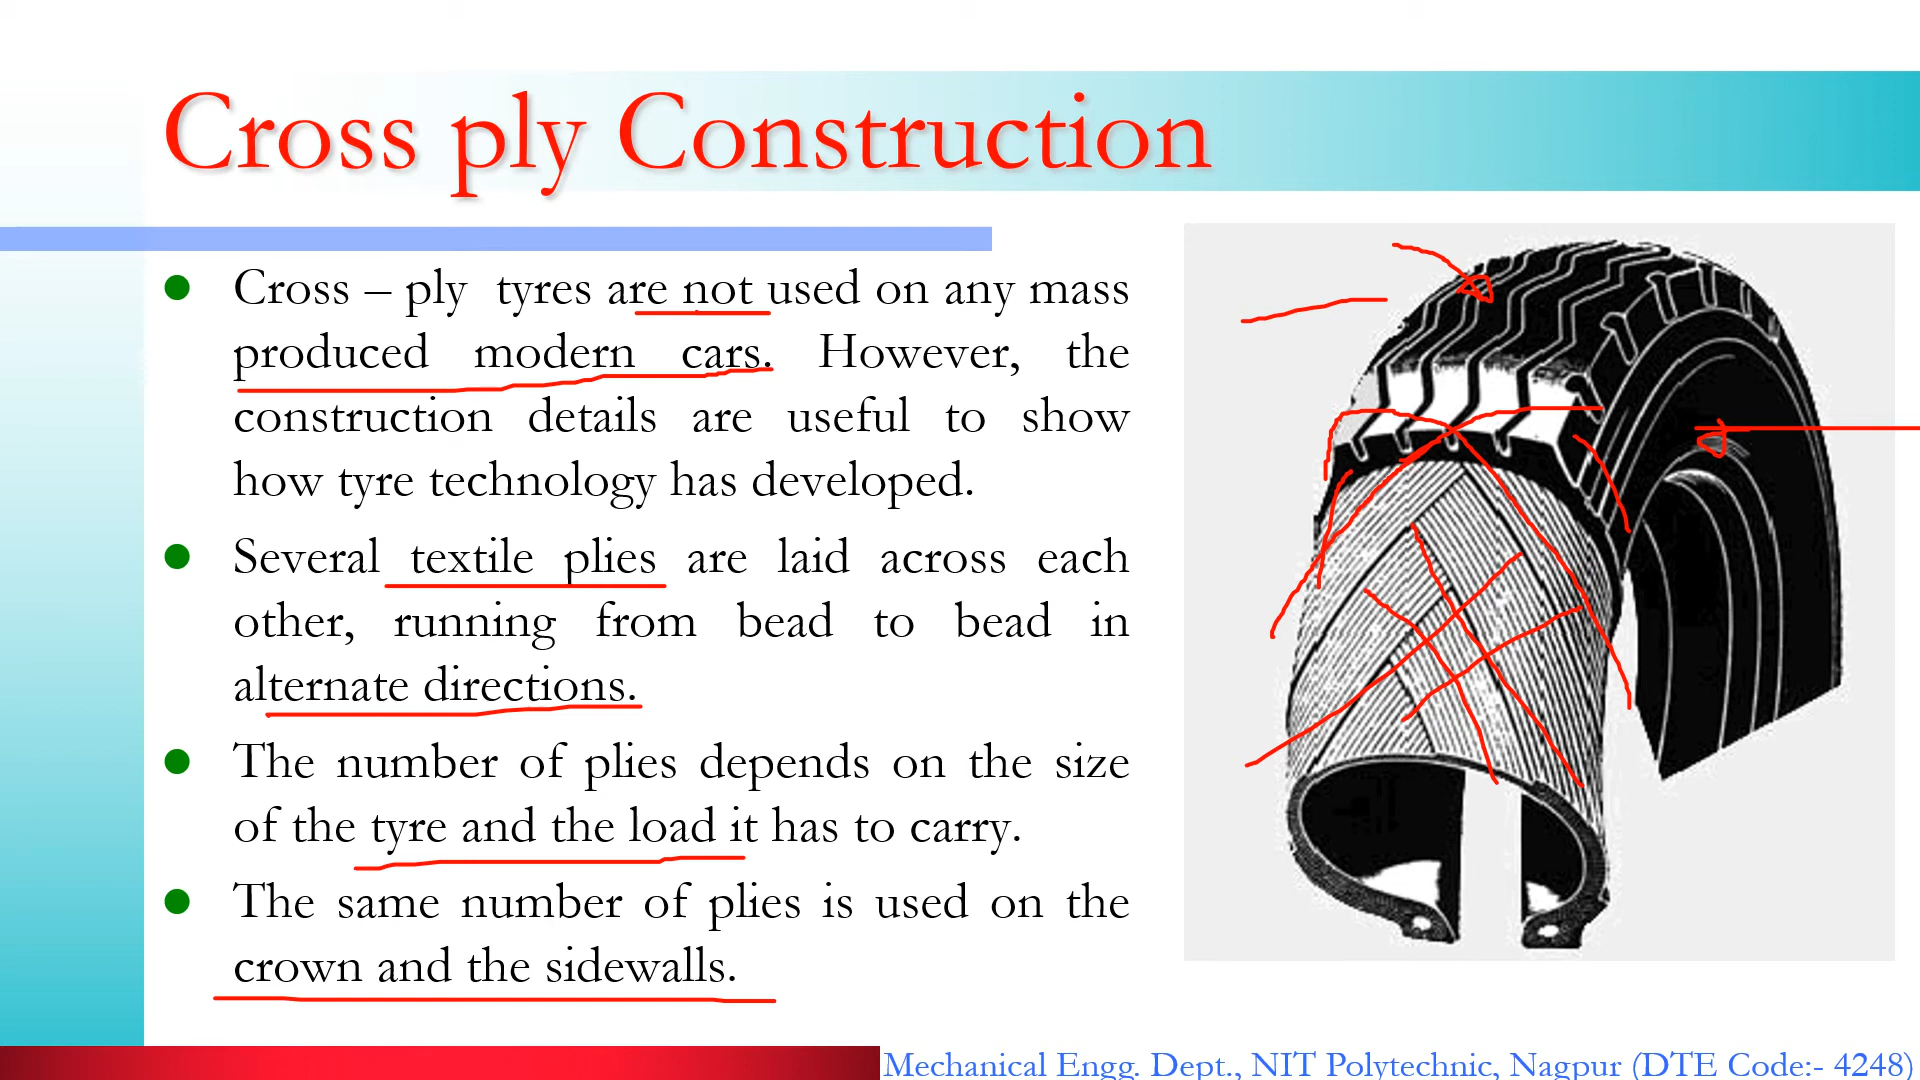 Cross ply Construction
Cross – ply tyres are not used on any mass
produced modern cars. However, the
construction details are useful to show
how tyre technology has developed.
Several textile plies are laid across each
other, running from bead to bead in
alternate directions.
The number of plies depends on the size
of the tyre and the load it has to carry.
The same number of plies is used on the
crown and the sidewalls.
Mechanical Engg. Dept., NIT Polytechnic, Nagpur (DTE Code:- 4248)